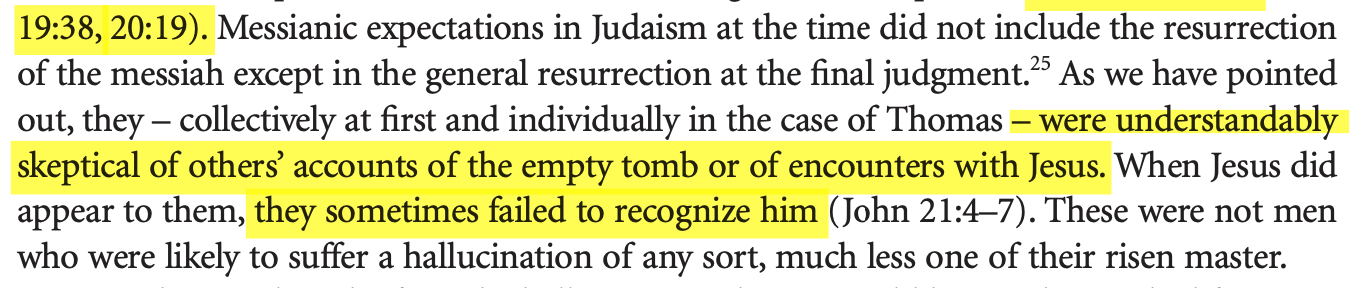 19:38, 20:19). Messianic expectations in Judaism at the time did not include the resurrection
of the messiah except in the general resurrection at the final judgment.25 As we have pointed
out, they – collectively at first and individually in the case of Thomas – were understandably
skeptical of others’ accounts of the empty tomb or of encounters with Jesus. When Jesus did
appear to them, they sometimes failed to recognize him (John 21:4–7). These were not men
who were likely to suffer a hallucination of any sort, much less one of their risen master.